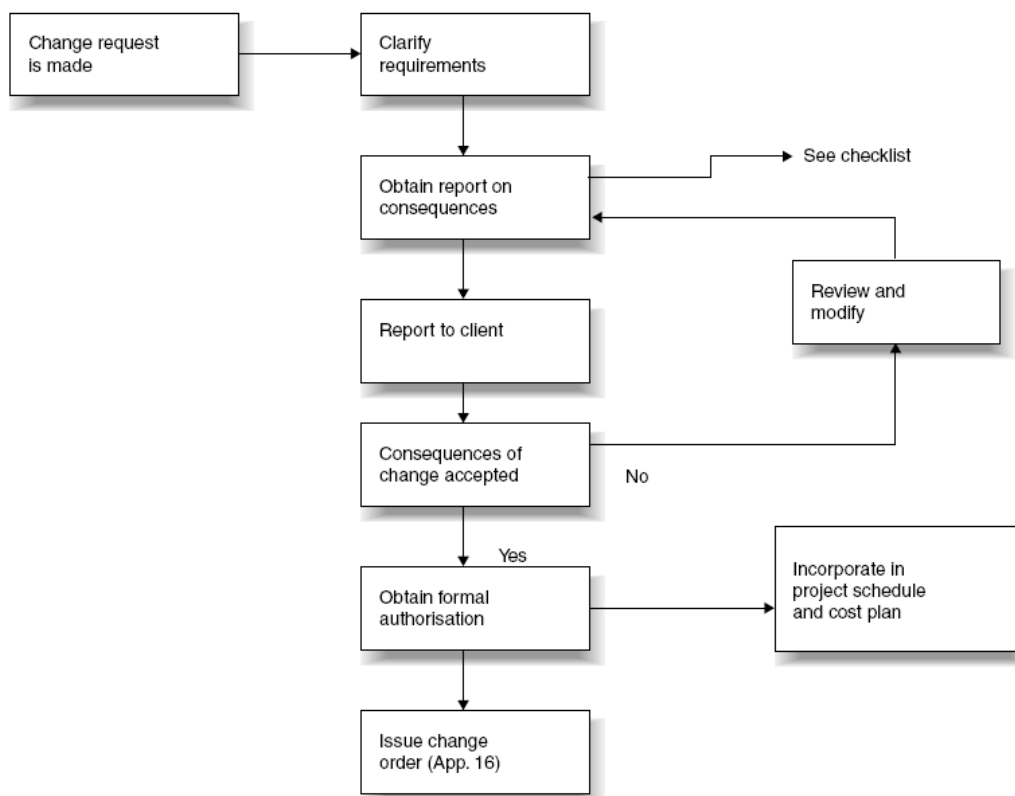 Change request
is made
Clarify
requirements
Obtain report on
consequences
See checklist
Review and
modify
Report to client
Consequences of
change accepted
No
Yes
Obtain formal
authorisation
Incorporate in
project schedule
and cost plan
Issue change
order (App. 16)